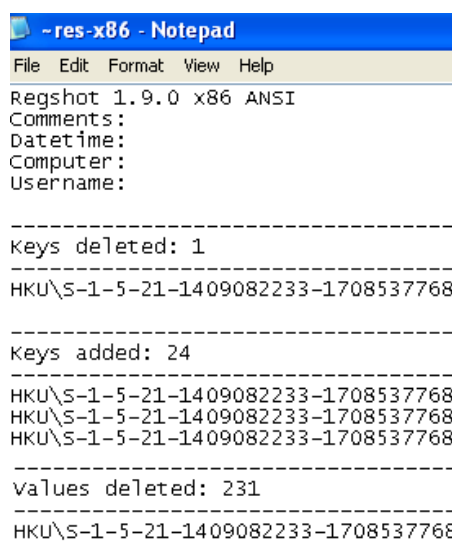 ~res-x86 - Notepad
File Edit Format View Help
Regshot 1.9.0 x86 ANSI
Comments:
Datetime:
Computer:
Username:
----------------------------------
Keys deleted: 1
----------------------------------
HKU\S-1-5-21-1409082233-1708537768
----------------------------------
Keys added: 24
----------------------------------
HKU\S-1-5-21-1409082233-1708537768
HKU\S-1-5-21-1409082233-1708537768
HKU\S-1-5-21-1409082233-1708537768
----------------------------------
Values deleted: 231
----------------------------------
HKU\S-1-5-21-1409082233-1708537768